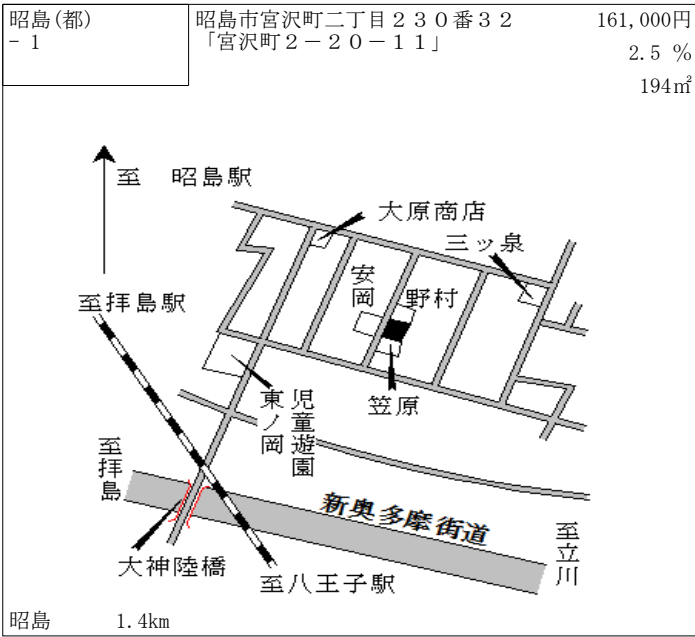 昭島(都)
－1
昭島市宮沢町二丁目２３０番３２
「宮沢町２－２０－１１」
161,000円
2.5 %
194㎡
至 昭島駅
大原商店
三ッ泉
安岡
野村
至拝島駅
笠原
児童遊園
東ノ岡
至拝島
新奥多摩街道
至立川
大神陸橋
至八王子駅
昭島 1.4km